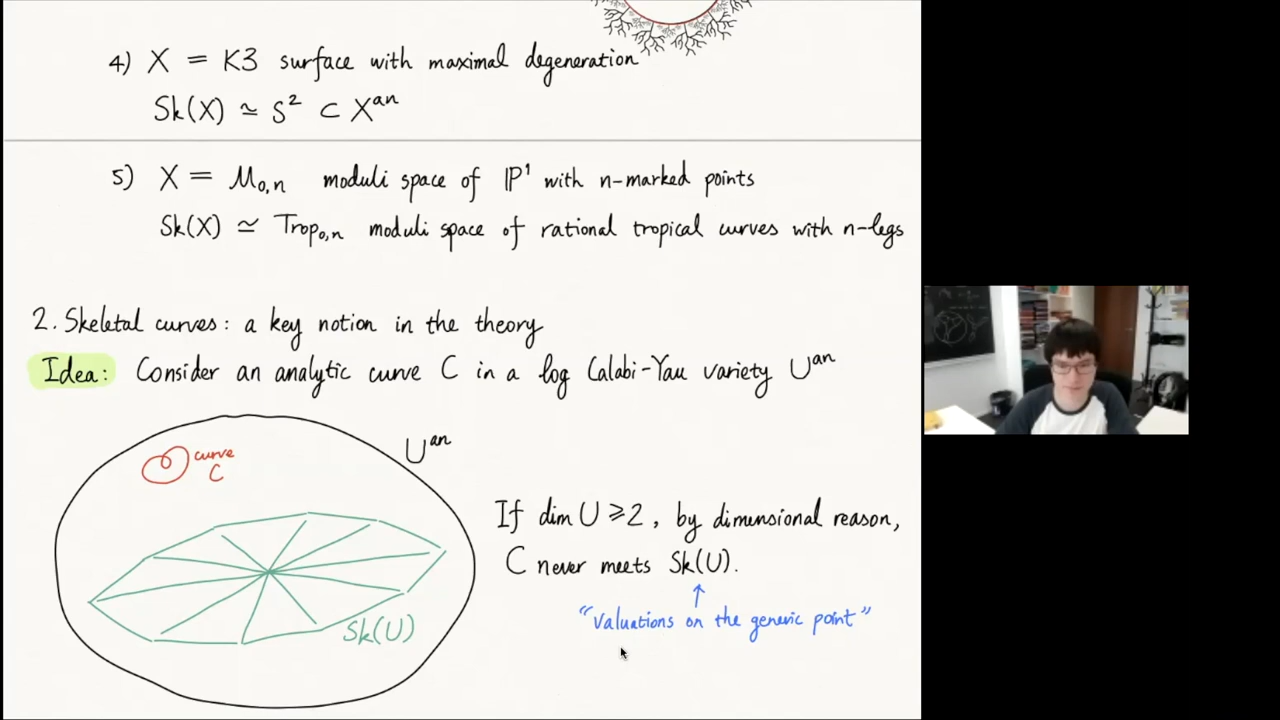 4) X = K3 surface with maximal degeneration
Sk(X) ≃ S² ⊂ X^an
5) X = M₀,ₙ moduli space of ℙ¹ with n-marked points
Sk(X) ≃ Trop₀,ₙ moduli space of rational tropical curves with n-legs
2. Skeletal curves: a key notion in the theory
Idea: Consider an analytic curve C in a log Calabi-Yau variety U^an
curve
C
U^an
Sk(U)
If dim U ⩾ 2, by dimensional reason,
C never meets Sk(U).
↑
"valuations on the generic point"